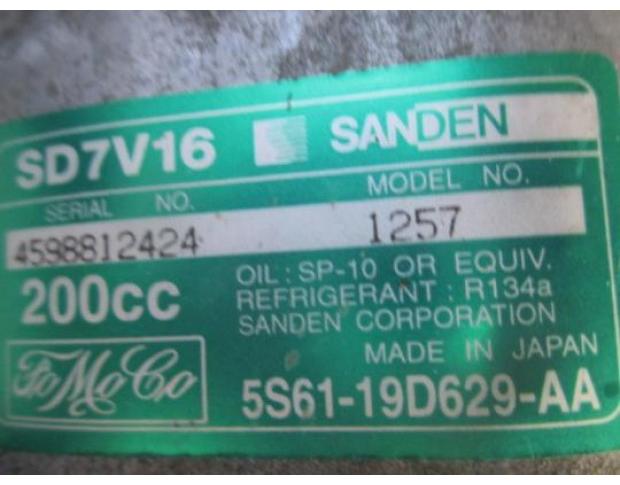 SD7V16 SANDEN
SERIAL NO. MODEL NO.
4598812424 1257
200cc
OIL : SP-10 OR EQUIV.
REFRIGERANT : R134a
SANDEN CORPORATION
MADE IN JAPAN
FoMoCo
5S61-19D629-AA